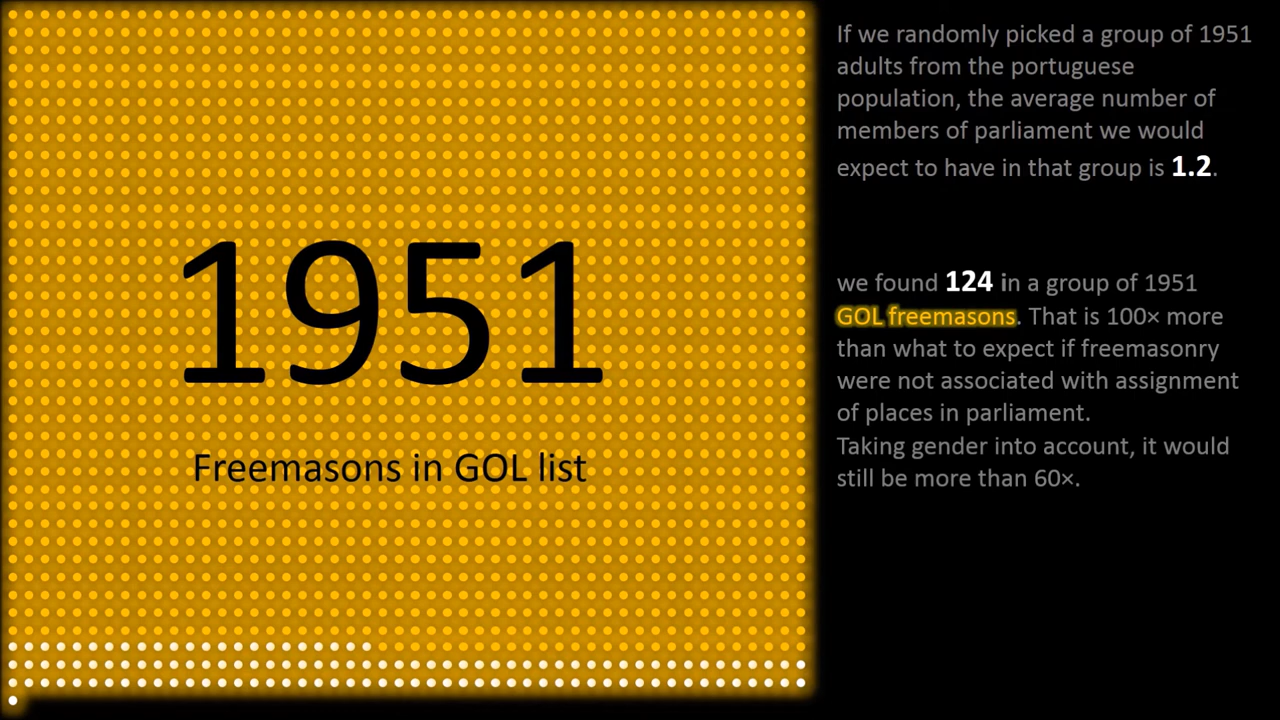 If we randomly picked a group of 1951
adults from the portuguese
population, the average number of
members of parliament we would
expect to have in that group is 1.2.
1951
Freemasons in GOL list
we found 124 in a group of 1951
GOL freemasons. That is 100× more
than what to expect if freemasonry
were not associated with assignment
of places in parliament.
Taking gender into account, it would
still be more than 60×.